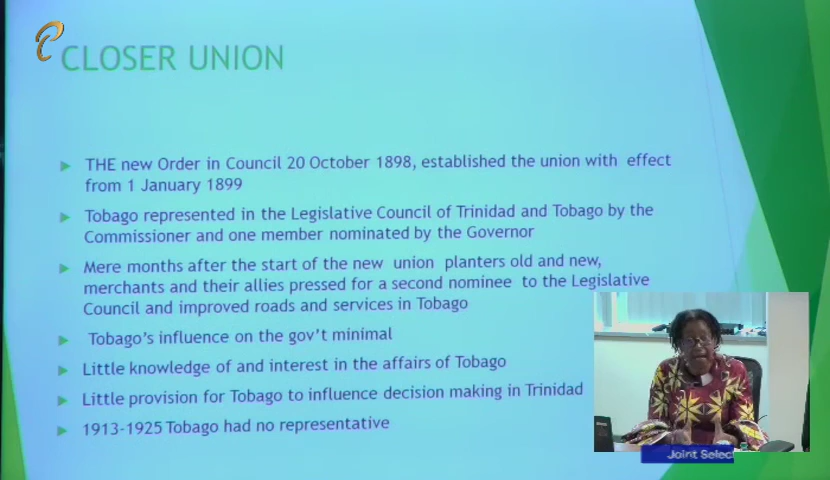 CLOSER UNION
THE new Order in Council 20 October 1898, established the union with effect
from 1 January 1899
Tobago represented in the Legislative Council of Trinidad and Tobago by the
Commissioner and one member nominated by the Governor
Mere months after the start of the new union planters old and new,
merchants and their allies pressed for a second nominee to the Legislative
Council and improved roads and services in Tobago
Tobago's influence on the gov't minimal
Little knowledge of and interest in the affairs of Tobago
Little provision for Tobago to influence decision making in Trinidad
1913-1925 Tobago had no representative
Joint Selec